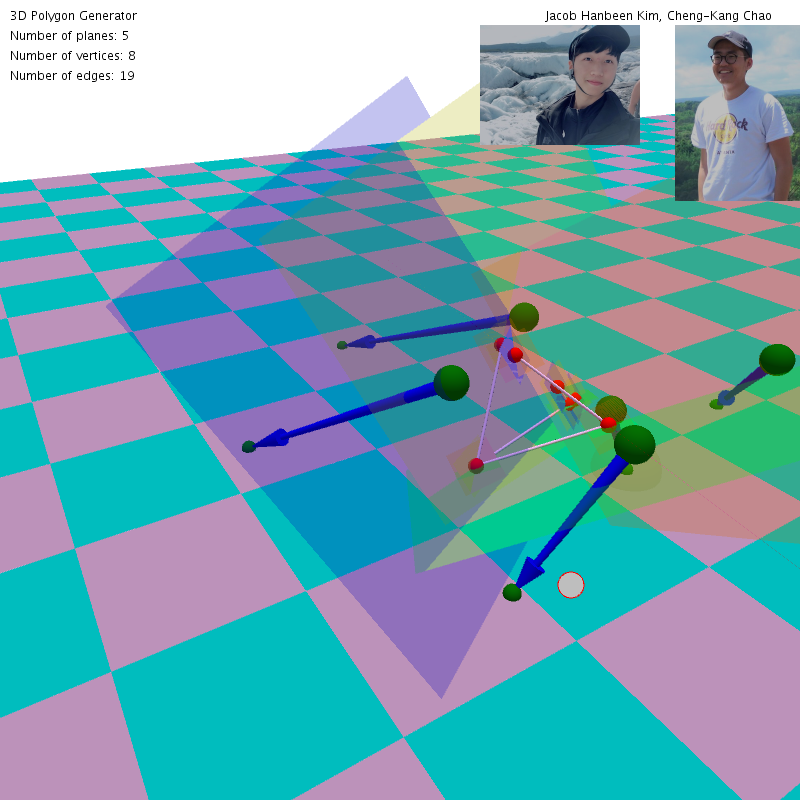 3D Polygon Generator
Jacob Hanbeen Kim, Cheng-Kang Chao
Number of planes: 5
Number of vertices: 8
Number of edges: 19